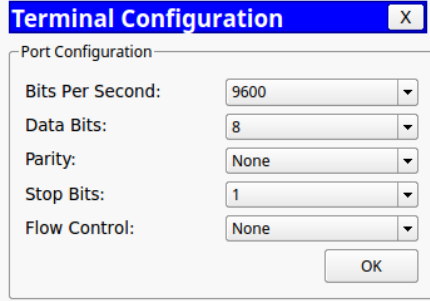 Terminal Configuration X
Port Configuration
Bits Per Second: 9600
Data Bits: 8
Parity: None
Stop Bits: 1
Flow Control: None
OK